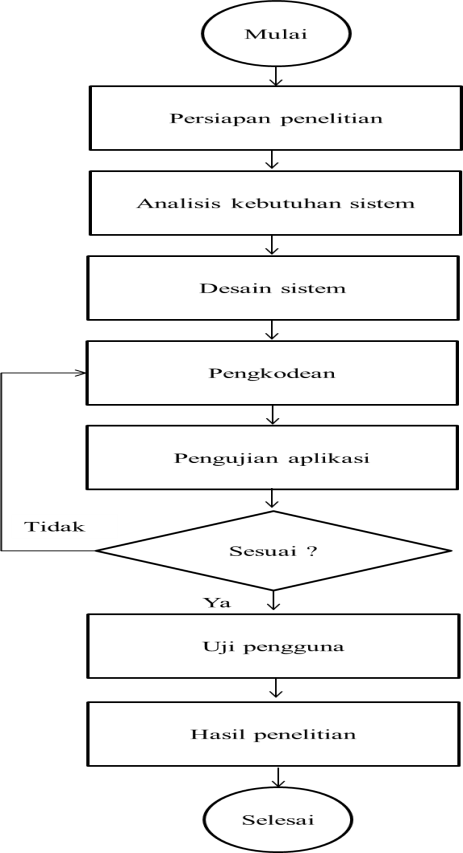 Mulai
Persiapan penelitian
Analisis kebutuhan sistem
Desain sistem
Pengkodean
Pengujian aplikasi
Tidak
Sesuai ?
Ya
Uji pengguna
Hasil penelitian
Selesai